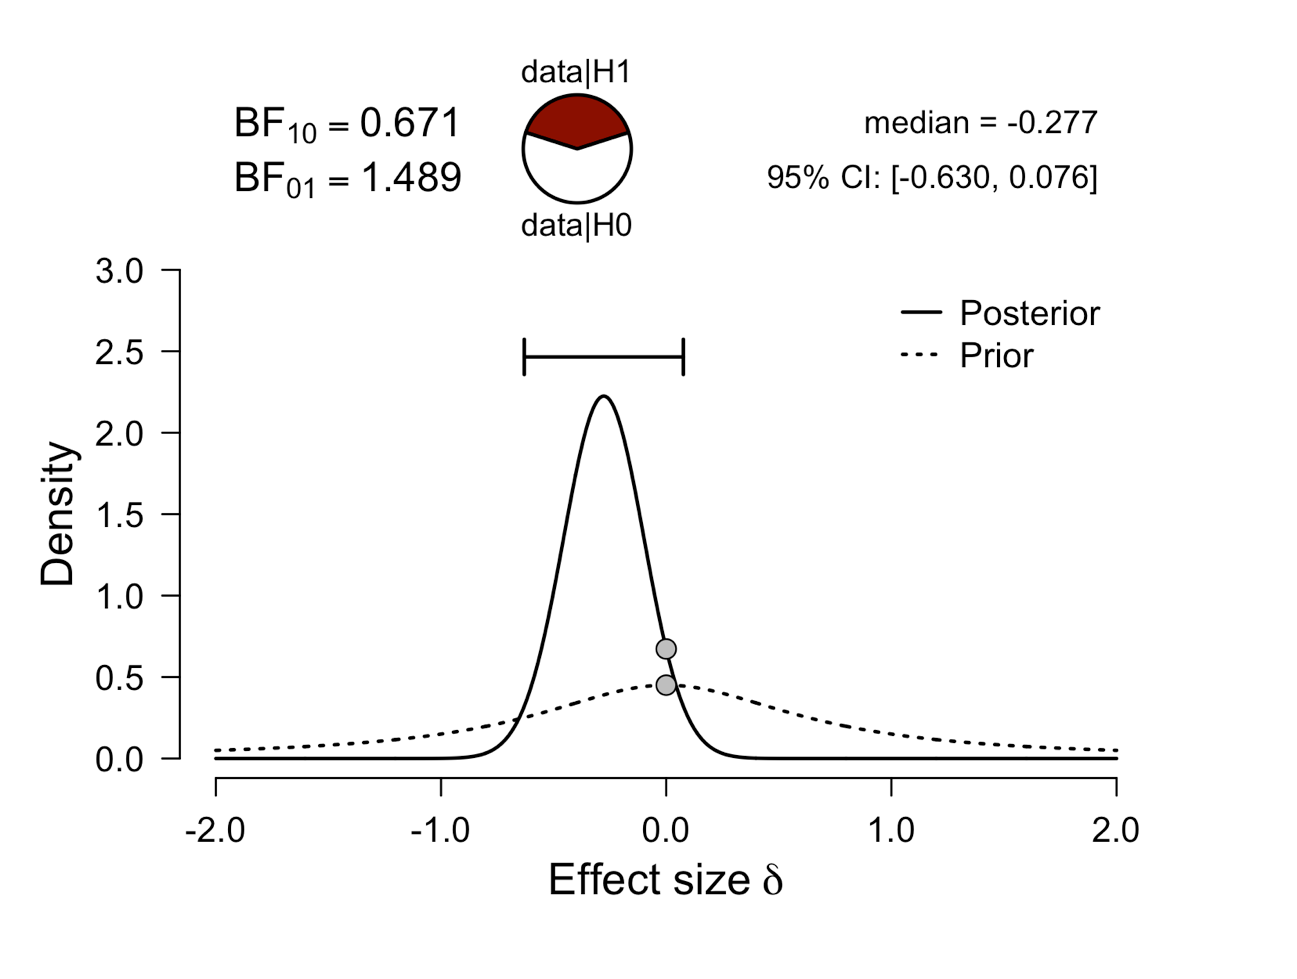 data|H1
BF10 = 0.671
median = -0.277
BF01 = 1.489
95% CI: [-0.630, 0.076]
data|H0
3.0
2.5
2.0
1.5
1.0
0.5
0.0
Density
Posterior
Prior
-2.0 -1.0 0.0 1.0 2.0
Effect size δ